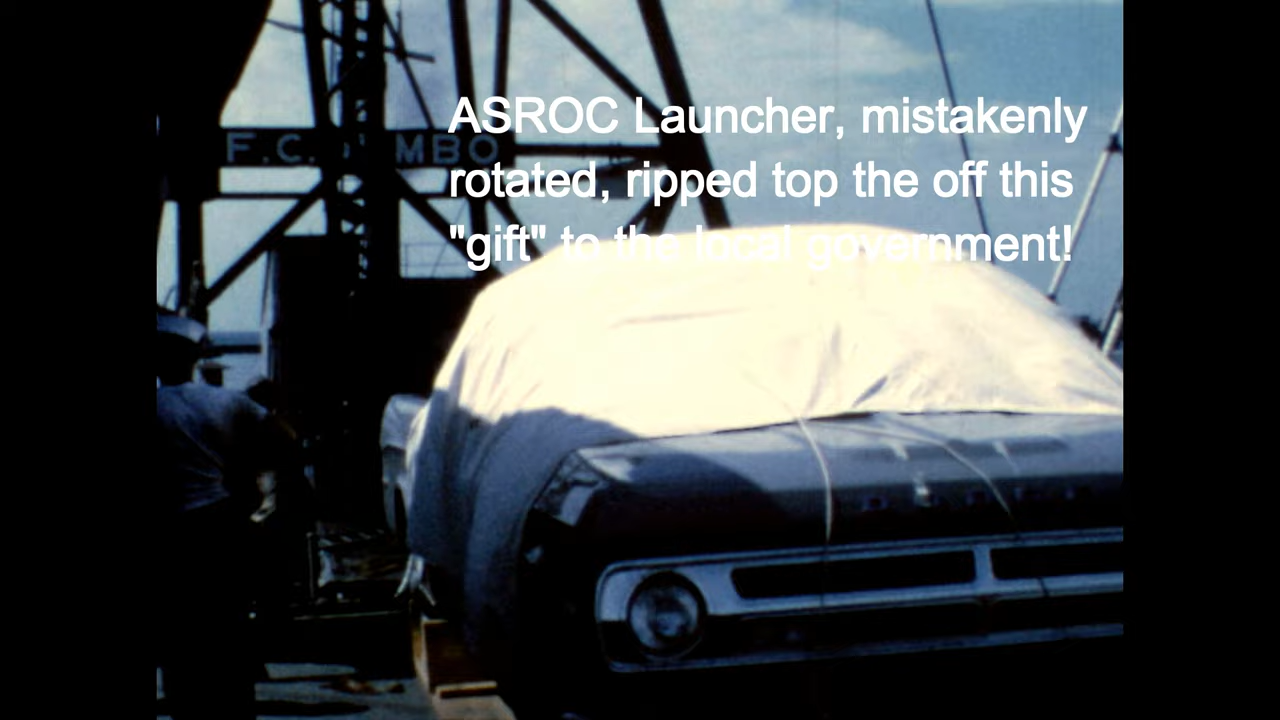 ASROC Launcher, mistakenly
rotated, ripped top the off this
"gift" to the local government!
F.C. MBO